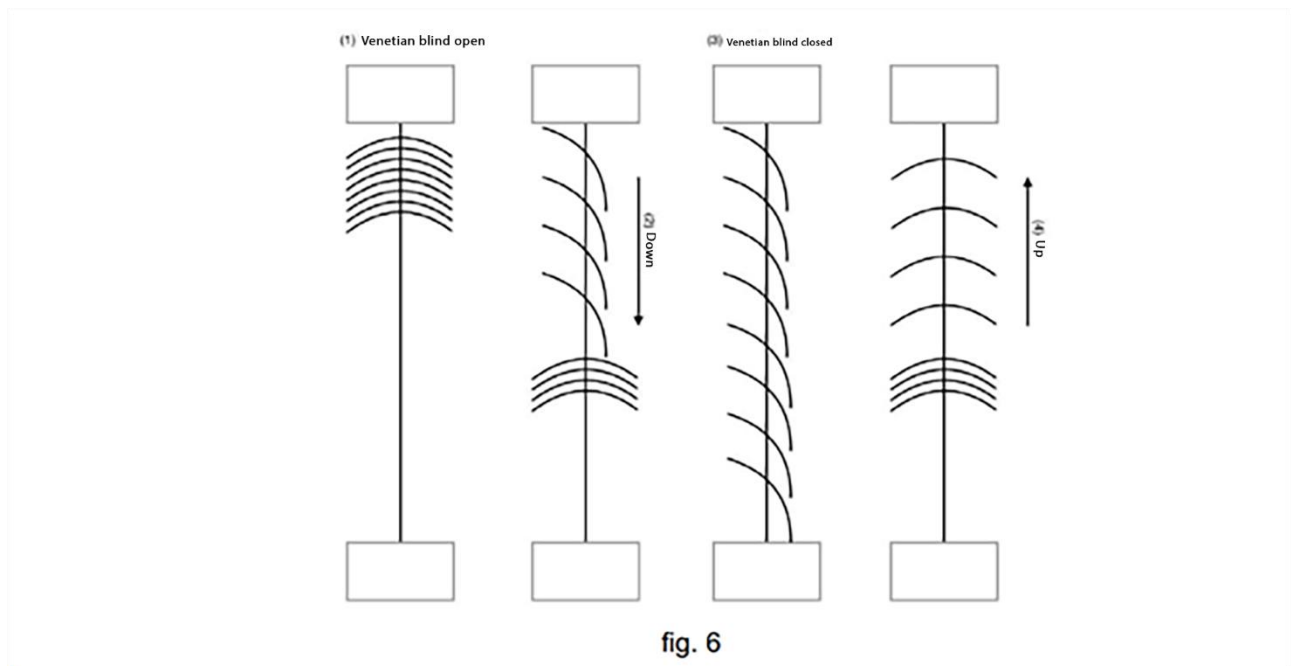 (1) Venetian blind open
(3) Venetian blind closed
(2) Down
(4) Up
fig. 6